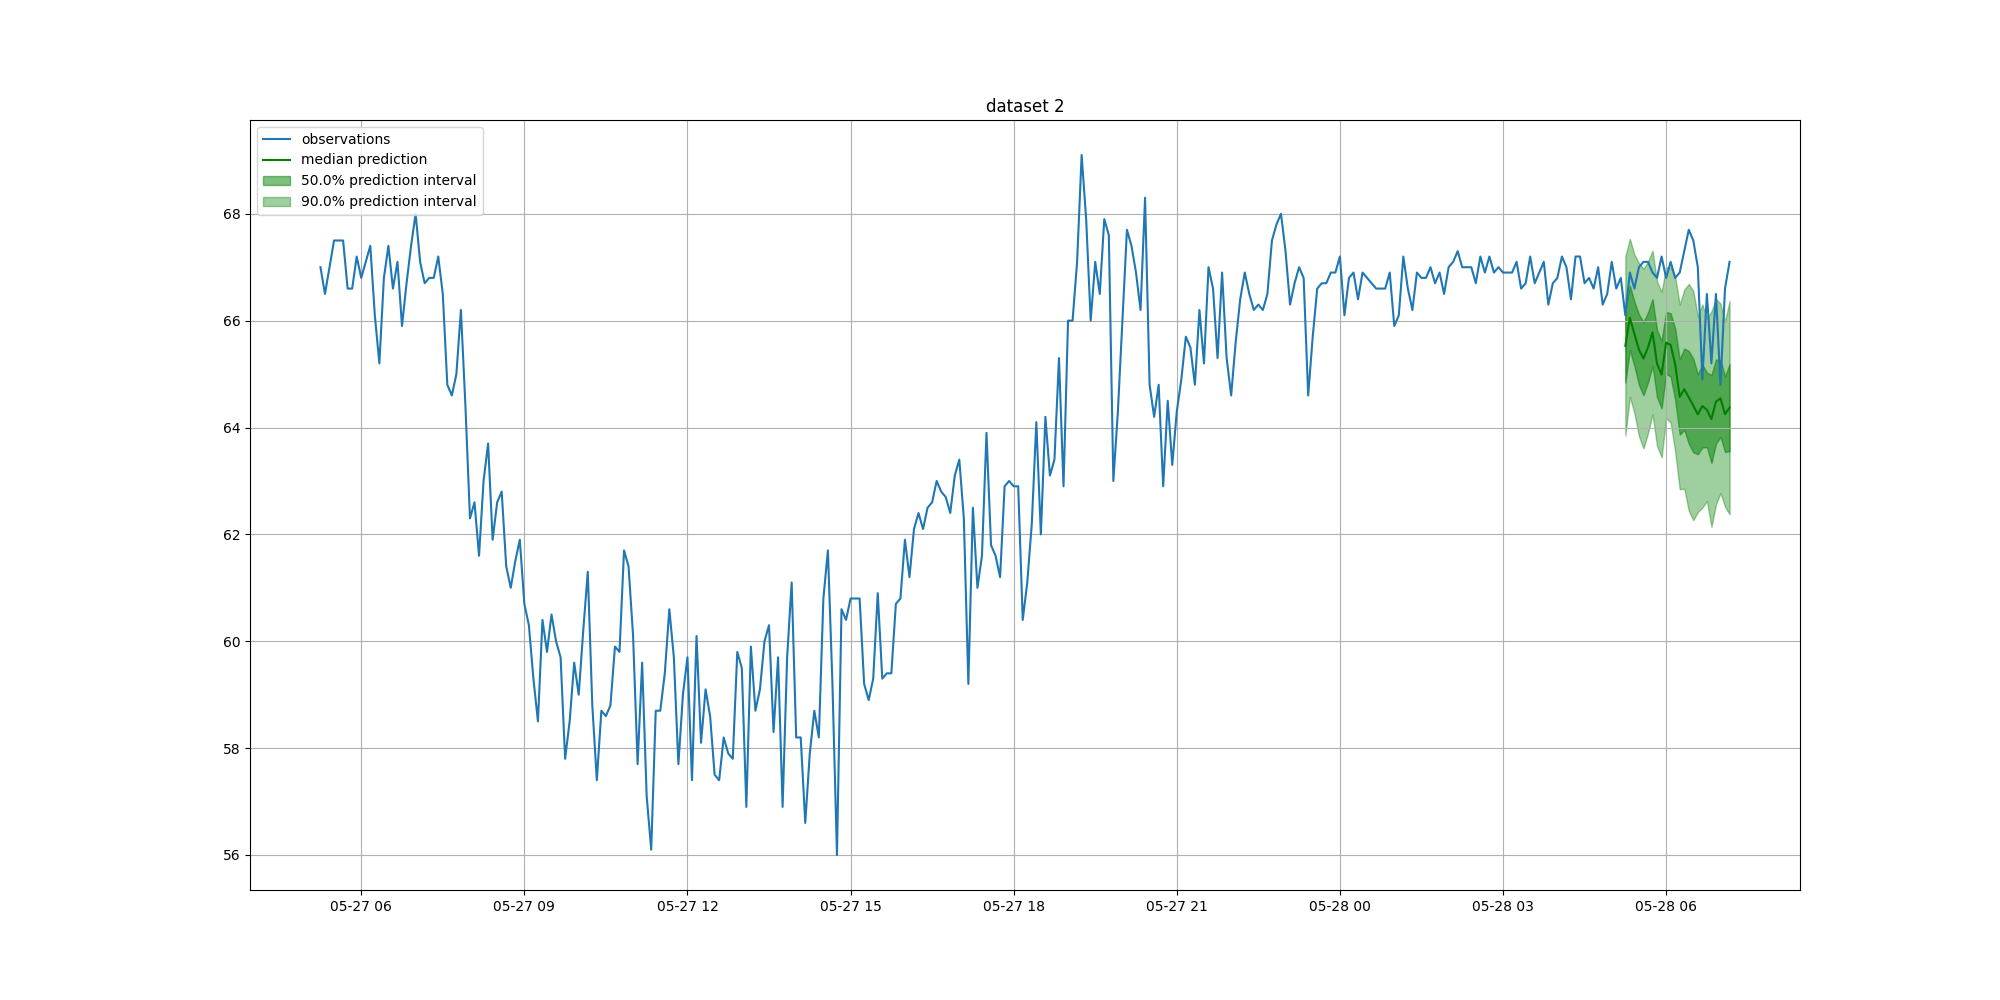 dataset 2
observations
median prediction
50.0% prediction interval
90.0% prediction interval
68
66
64
62
60
58
56
05-27 06 05-27 09 05-27 12 05-27 15 05-27 18 05-27 21 05-28 00 05-28 03 05-28 06